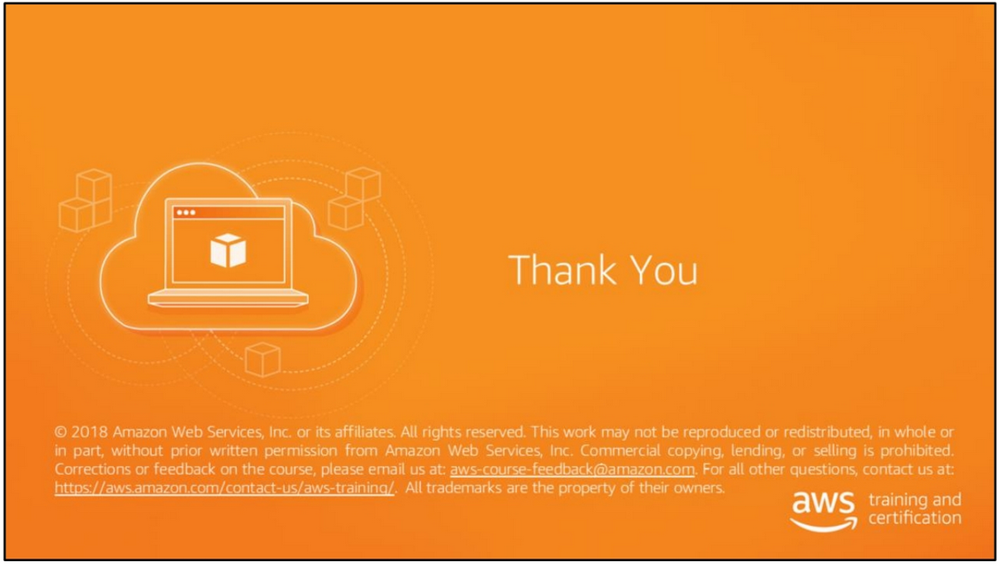 Thank You
© 2018 Amazon Web Services, Inc. or its affiliates. All rights reserved. This work may not be reproduced or redistributed, in whole or
in part, without prior written permission from Amazon Web Services, Inc. Commercial copying, lending, or selling is prohibited.
Corrections or feedback on the course, please email us at: aws-course-feedback@amazon.com. For all other questions, contact us at:
https://aws.amazon.com/contact-us/aws-training/. All trademarks are the property of their owners.
aws training and
certification